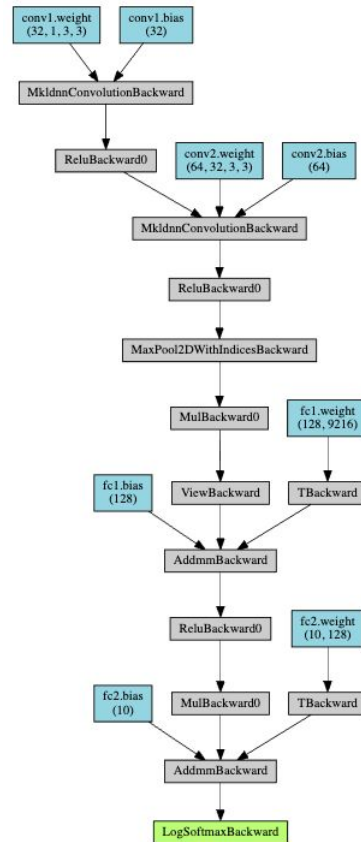 conv1.weight
(32, 1, 3, 3)
conv1.bias
(32)
MkldnnConvolutionBackward
ReluBackward0
conv2.weight
(64, 32, 3, 3)
conv2.bias
(64)
MkldnnConvolutionBackward
ReluBackward0
MaxPool2DWithIndicesBackward
MulBackward0
fc1.weight
(128, 9216)
fc1.bias
(128)
ViewBackward
TBackward
AddmmBackward
ReluBackward0
fc2.weight
(10, 128)
fc2.bias
(10)
MulBackward0
TBackward
AddmmBackward
LogSoftmaxBackward